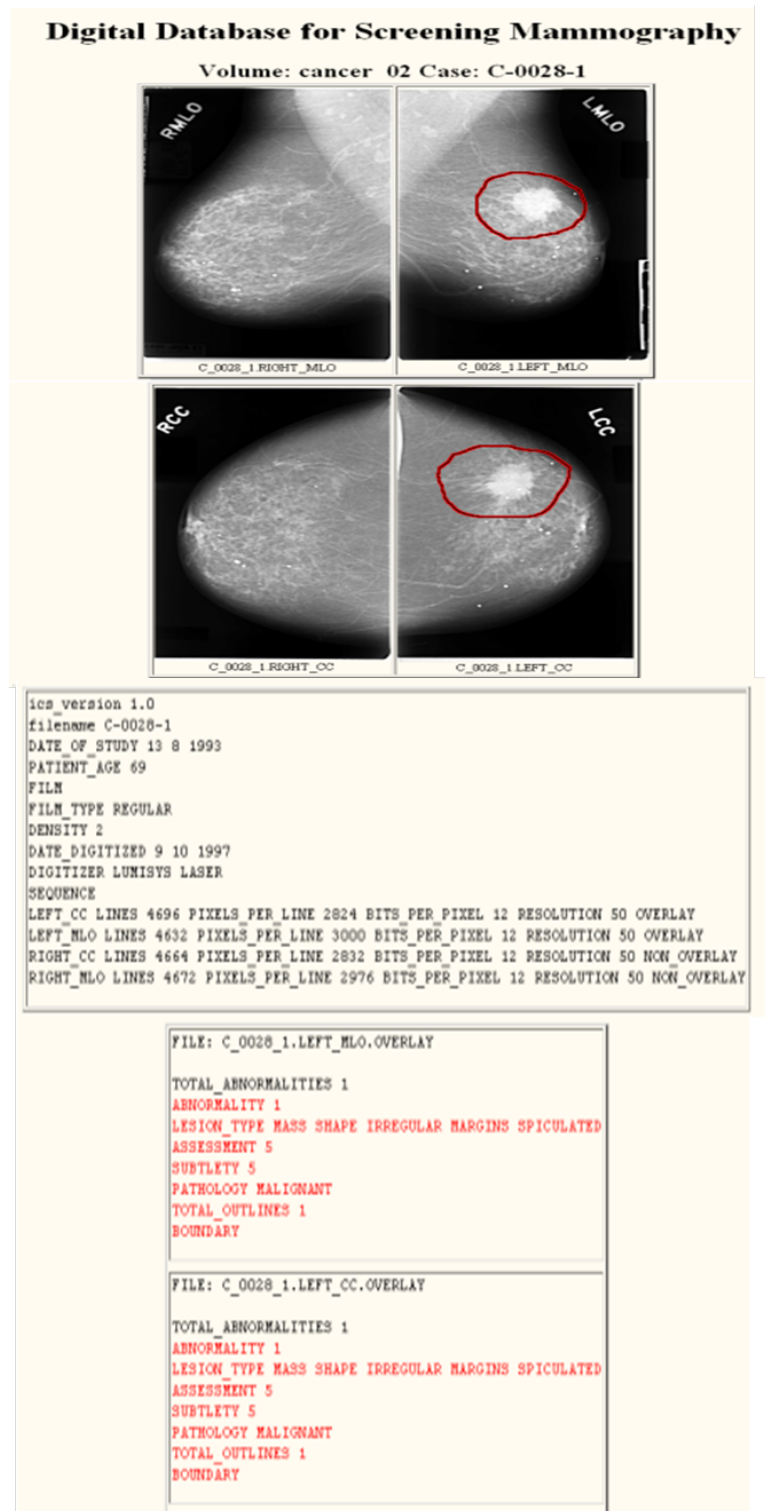 Digital Database for Screening Mammography
Volume: cancer_02 Case: C-0028-1
RMLO
LMLO
C_0028_1.RIGHT_MLO
C_0028_1.LEFT_MLO
RCC
LCC
C_0028_1.RIGHT_CC
C_0028_1.LEFT_CC
ics_version 1.0
filename C-0028-1
DATE_OF_STUDY 13 8 1993
PATIENT_AGE 69
FILM
FILM_TYPE REGULAR
DENSITY 2
DATE_DIGITIZED 9 10 1997
DIGITIZER LUMISYS LASER
SEQUENCE
LEFT_CC LINES 4696 PIXELS_PER_LINE 2824 BITS_PER_PIXEL 12 RESOLUTION 50 OVERLAY
LEFT_MLO LINES 4632 PIXELS_PER_LINE 3000 BITS_PER_PIXEL 12 RESOLUTION 50 OVERLAY
RIGHT_CC LINES 4664 PIXELS_PER_LINE 2832 BITS_PER_PIXEL 12 RESOLUTION 50 NON_OVERLAY
RIGHT_MLO LINES 4672 PIXELS_PER_LINE 2976 BITS_PER_PIXEL 12 RESOLUTION 50 NON_OVERLAY
FILE: C_0028_1.LEFT_MLO.OVERLAY
TOTAL_ABNORMALITIES 1
ABNORMALITY 1
LESION_TYPE MASS SHAPE IRREGULAR MARGINS SPICULATED
ASSESSMENT 5
SUBTLETY 5
PATHOLOGY MALIGNANT
TOTAL_OUTLINES 1
BOUNDARY
FILE: C_0028_1.LEFT_CC.OVERLAY
TOTAL_ABNORMALITIES 1
ABNORMALITY 1
LESION_TYPE MASS SHAPE IRREGULAR MARGINS SPICULATED
ASSESSMENT 5
SUBTLETY 5
PATHOLOGY MALIGNANT
TOTAL_OUTLINES 1
BOUNDARY